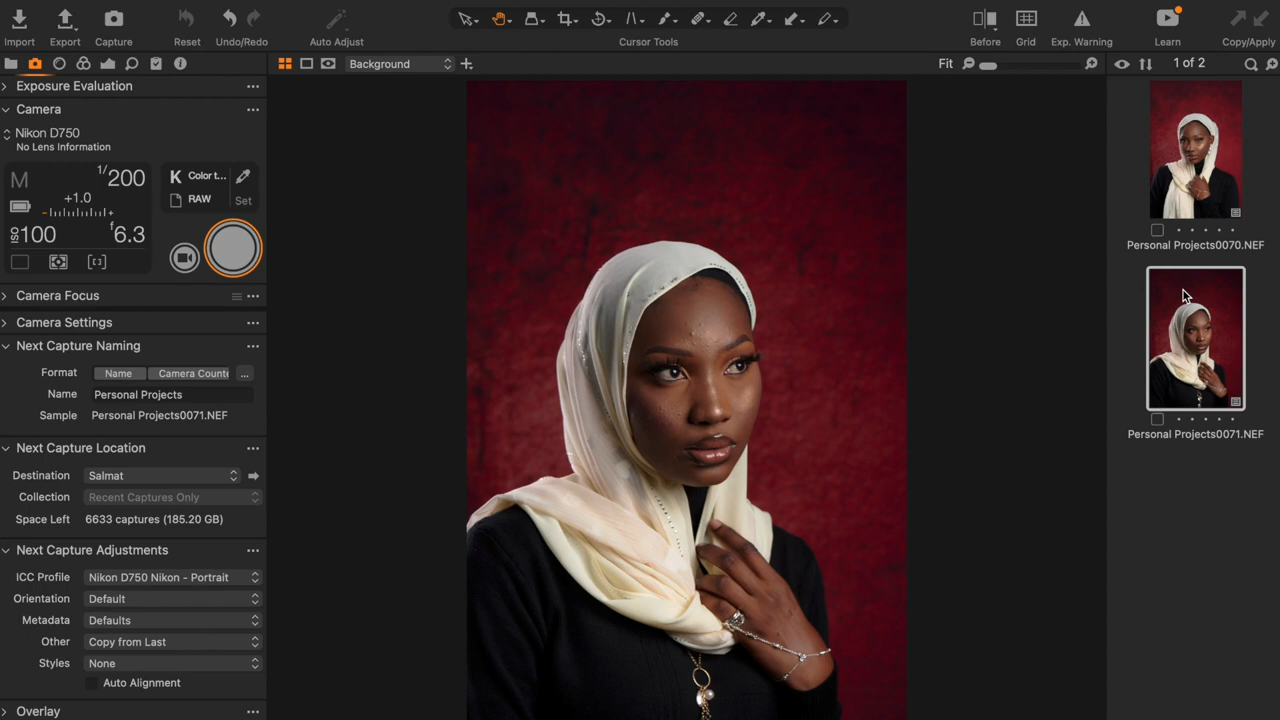 Import
Export
Capture
Reset
Undo/Redo
Auto Adjust
Cursor Tools
Before
Grid
Exp. Warning
Learn
Copy/Apply
Background
Fit
1 of 2
Exposure Evaluation
Camera
Nikon D750
No Lens Information
M
1/200
+1.0
ISO 100
f6.3
K Color t...
RAW
Set
Camera Focus
Camera Settings
Next Capture Naming
Format Name Camera Counte ...
Name Personal Projects
Sample Personal Projects0071.NEF
Next Capture Location
Destination Salmat
Collection Recent Captures Only
Space Left 6633 captures (185.20 GB)
Next Capture Adjustments
ICC Profile Nikon D750 Nikon - Portrait
Orientation Default
Metadata Defaults
Other Copy from Last
Styles None
Auto Alignment
Overlay
Personal Projects0070.NEF
Personal Projects0071.NEF